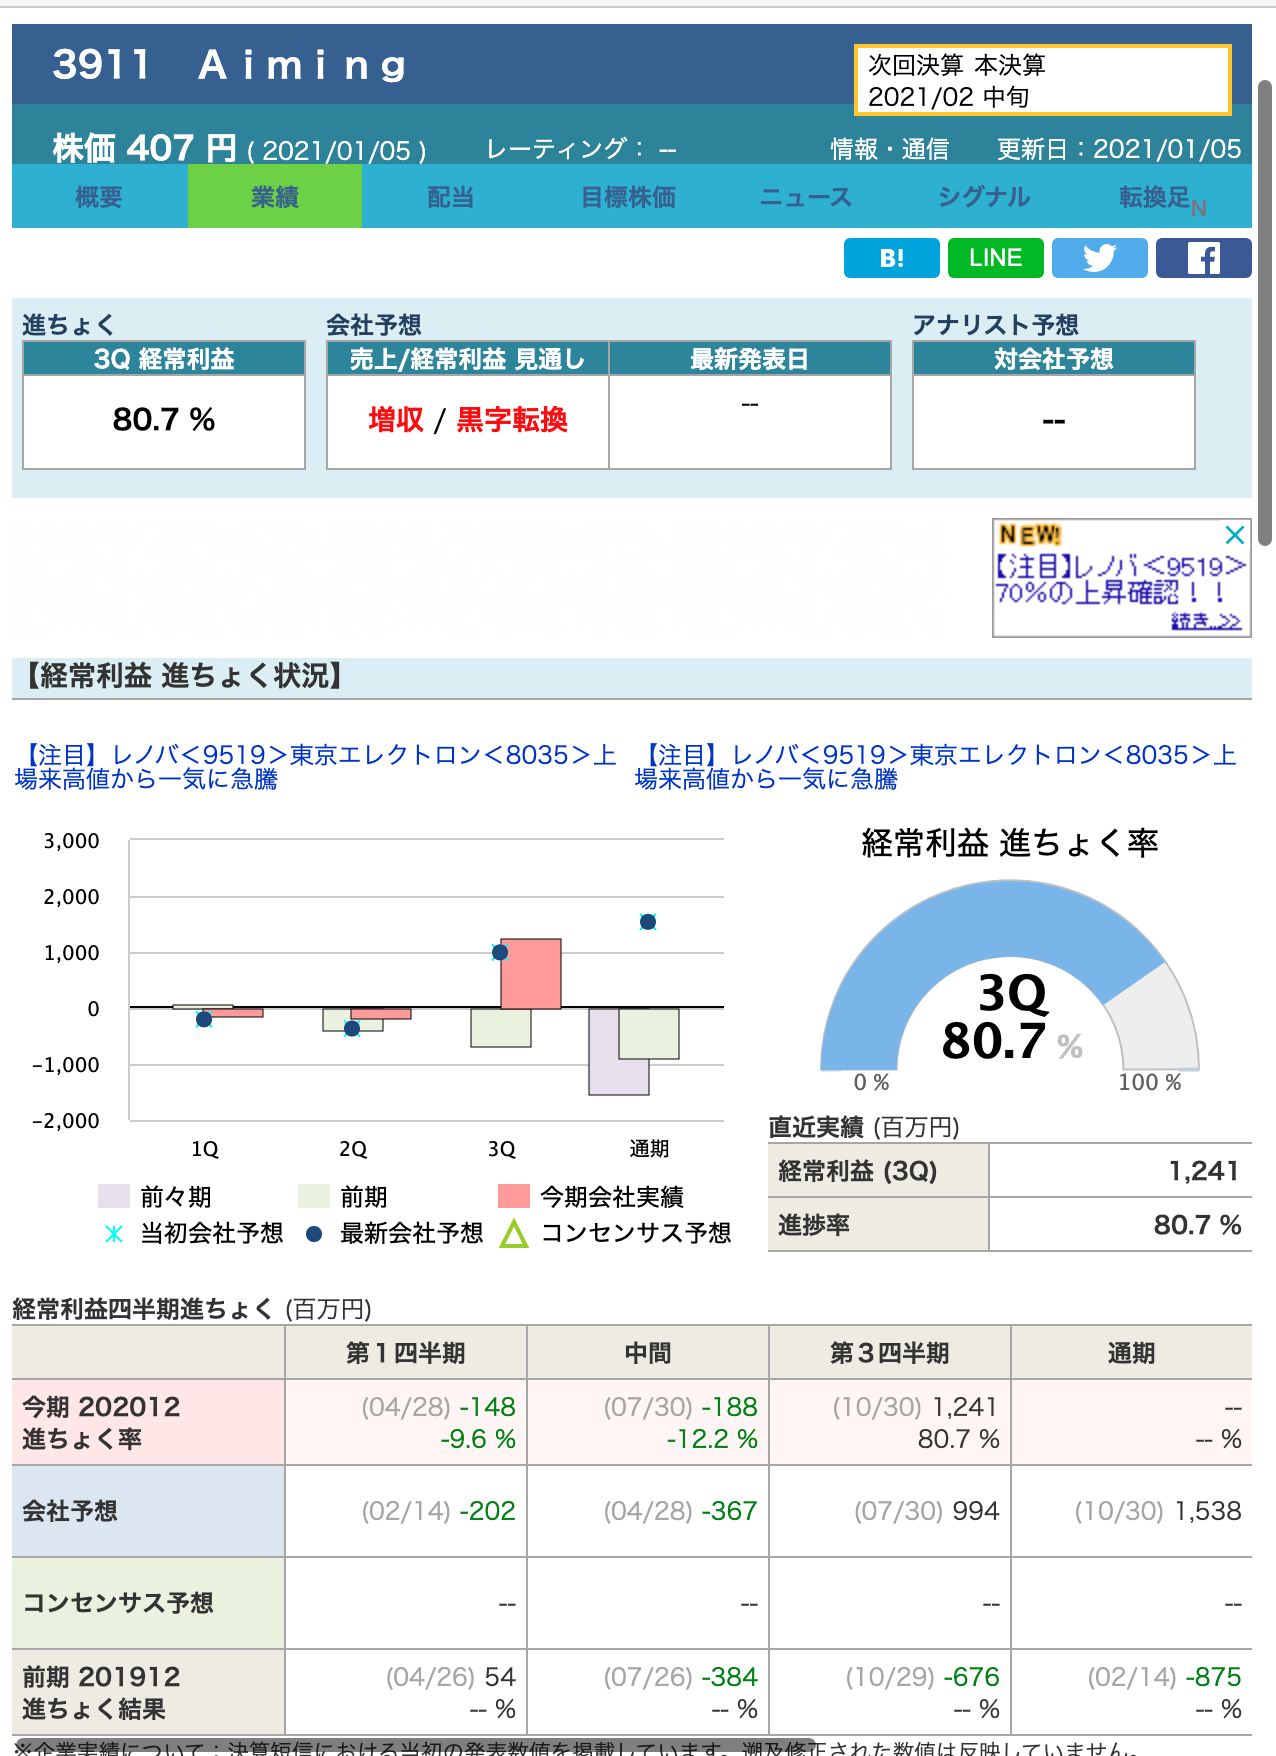 3911　Ａｉｍｉｎｇ
次回決算 本決算
2021/02 中旬
株価 407 円 ( 2021/01/05 )
レーティング： --
情報・通信
更新日：2021/01/05
概要
業績
配当
目標株価
ニュース
シグナル
転換足N
B!
LINE
進ちょく
会社予想
アナリスト予想
3Q 経常利益
売上/経常利益 見通し
最新発表日
対会社予想
80.7 %
増収 / 黒字転換
--
--
NEW!
【注目】レノバ<9519>
70%の上昇確認！！
続き..>>
【経常利益 進ちょく状況】
【注目】レノバ＜9519＞東京エレクトロン＜8035＞上
場来高値から一気に急騰
【注目】レノバ＜9519＞東京エレクトロン＜8035＞上
場来高値から一気に急騰
3,000
2,000
1,000
0
-1,000
-2,000
1Q
2Q
3Q
通期
前々期
前期
今期会社実績
当初会社予想
最新会社予想
コンセンサス予想
経常利益 進ちょく率
3Q
80.7 %
0 %
100 %
直近実績 (百万円)
経常利益 (3Q)
1,241
進捗率
80.7 %
経常利益四半期進ちょく (百万円)
第１四半期
中間
第３四半期
通期
今期 202012
進ちょく率
(04/28) -148
-9.6 %
(07/30) -188
-12.2 %
(10/30) 1,241
80.7 %
--
-- %
会社予想
(02/14) -202
(04/28) -367
(07/30) 994
(10/30) 1,538
コンセンサス予想
--
--
--
--
前期 201912
進ちょく結果
(04/26) 54
-- %
(07/26) -384
-- %
(10/29) -676
-- %
(02/14) -875
-- %
※企業実績について：決算短信における当初の発表数値を掲載しています。遡及修正された数値は反映していません。